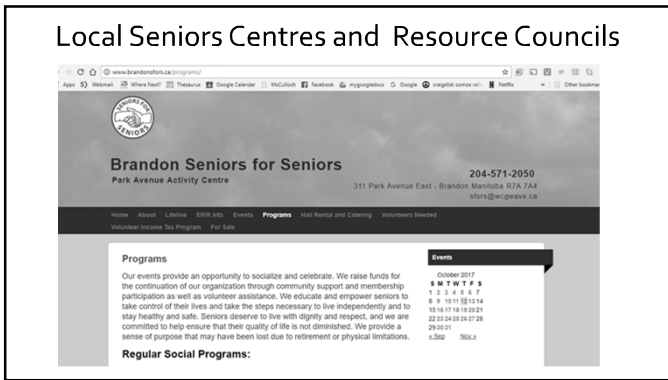 Local Seniors Centres and Resource Councils
www.brandonsfors.ca/programs/
Apps Webmail Where Next? Thesaurus Google Calendar McCulloch Facebook mygoogledocs Google craigslist: comox vall Netflix » Other bookmar
SENIORS FOR
SENIORS
Brandon Seniors for Seniors
Park Avenue Activity Centre
204-571-2050
311 Park Avenue East - Brandon Manitoba R7A 7A4
sfors@wcgwave.ca
Home About Lifeline ERIK kits Events Programs Hall Rental and Catering Volunteers Needed
Volunteer Income Tax Program For Sale
Programs
Our events provide an opportunity to socialize and celebrate. We raise funds for
the continuation of our organization through community support and membership
participation as well as volunteer assistance. We educate and empower seniors to
take control of their lives and take the steps necessary to live independently and to
stay healthy and safe. Seniors deserve to live with dignity and respect, and we are
committed to help ensure that their quality of life is not diminished. We provide a
sense of purpose that may have been lost due to retirement or physical limitations.
Regular Social Programs:
Events
October 2017
S M T W T F S
1 2 3 4 5 6 7
8 9 10 11 12 13 14
15 16 17 18 19 20 21
22 23 24 25 26 27 28
29 30 31
« Sep Nov »